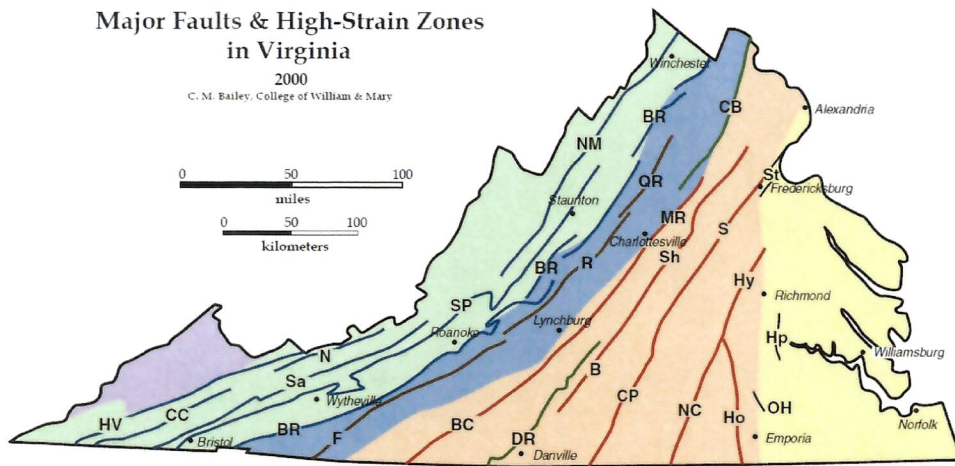 Major Faults & High-Strain Zones
in Virginia
2000
C. M. Bailey, College of William & Mary
0 50 100
miles
0 50 100
kilometers
Winchester
BR
CB
Alexandria
NM
St
QR
Fredericksburg
Staunton
MR
S
Charlottesville
BR
R
Sh
Hy
Richmond
SP
Lynchburg
Roanoke
Hp
N
Williamsburg
Sa
B
Wytheville
CP
CC
NC
OH
HV
BC
Ho
Norfolk
BR
F
DR
Bristol
Emporia
Danville